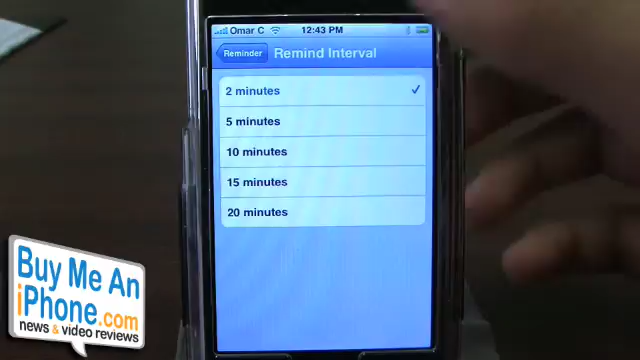 Omar C 12:43 PM
Reminder Remind Interval
2 minutes
5 minutes
10 minutes
15 minutes
20 minutes
Buy Me An
iPhone.com
news & video reviews